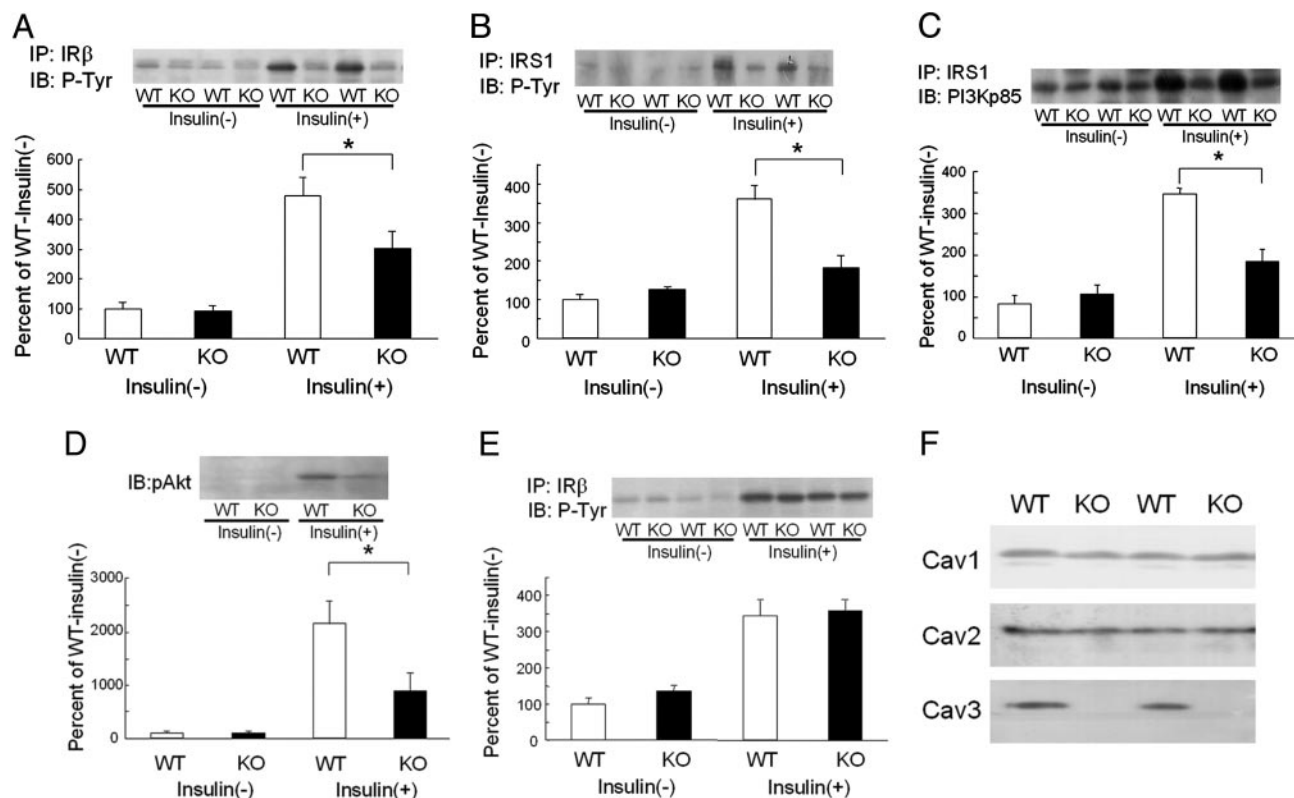 A
IP: IRβ
IB: P-Tyr
WT KO WT KO WT KO WT KO
Insulin(-) Insulin(+)
Percent of WT-Insulin(-)
600
500
400
300
200
100
0
*
WT KO WT KO
Insulin(-) Insulin(+)
B
IP: IRS1
IB: P-Tyr
WT KO WT KO WT KO WT KO
Insulin(-) Insulin(+)
Percent of WT-Insulin(-)
400
300
200
100
0
*
WT KO WT KO
Insulin(-) Insulin(+)
C
IP: IRS1
IB: PI3Kp85
WT KO WT KO WT KO WT KO
Insulin(-) Insulin(+)
Percent of WT-insulin(-)
400
300
200
100
0
*
WT KO WT KO
Insulin(-) Insulin(+)
D
IB:pAkt
WT KO WT KO
Insulin(-) Insulin(+)
Percent of WT-insulin(-)
3000
2000
1000
0
*
WT KO WT KO
Insulin(-) Insulin(+)
E
IP: IRβ
IB: P-Tyr
WT KO WT KO WT KO WT KO
Insulin(-) Insulin(+)
Percent of WT-insulin(-)
400
300
200
100
0
WT KO WT KO
Insulin(-) Insulin(+)
F
WT KO WT KO
Cav1
Cav2
Cav3